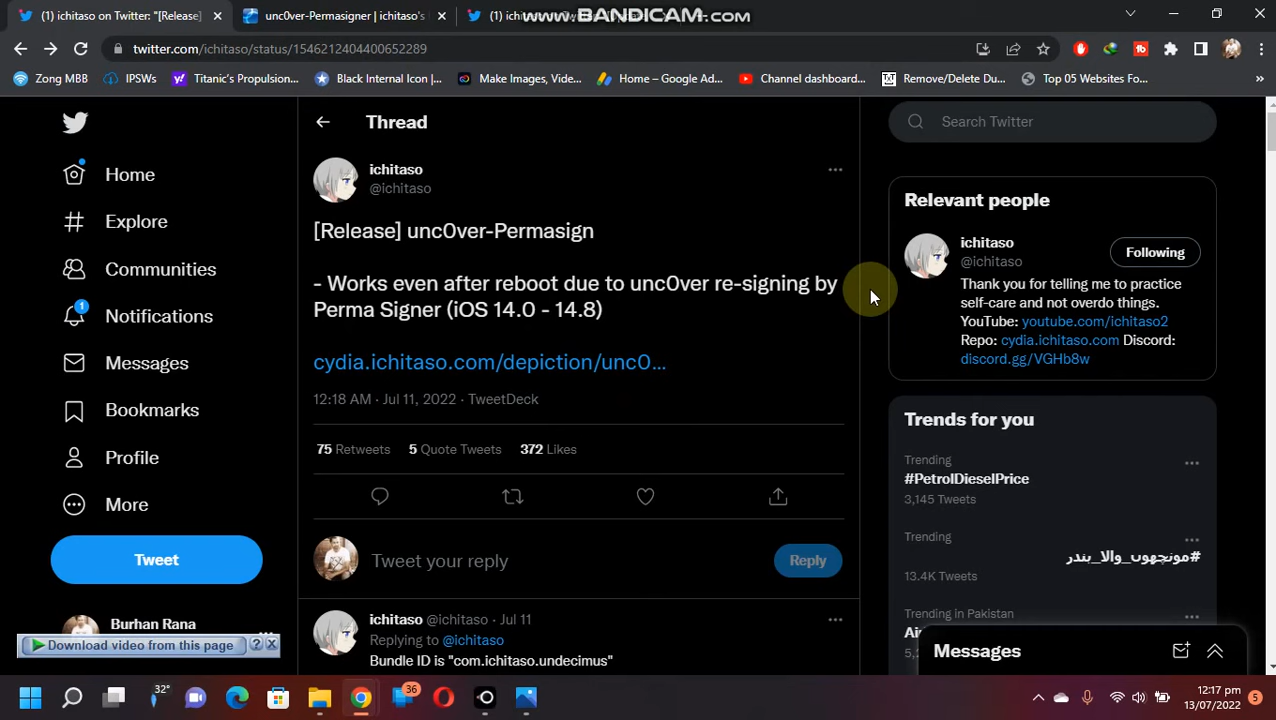 ichitaso on Twitter: "[Release]
unc0ver-Permasigner | ichitaso's
(1) ichi
WWW.BANDICAM.COM
twitter.com/ichitaso/status/1546212404400652289
Zong MBB
IPSWs
Titanic's Propulsion...
Black Internal Icon |...
Make Images, Vide...
Home – Google Ad...
Channel dashboard...
Remove/Delete Du...
Top 05 Websites Fo...
»
Thread
Search Twitter
Home
Explore
Communities
Notifications
1
Messages
Bookmarks
Profile
More
Tweet
Burhan Rana
Download video from this page
?
X
ichitaso
@ichitaso
[Release] unc0ver-Permasign
- Works even after reboot due to unc0ver re-signing by
Perma Signer (iOS 14.0 - 14.8)
cydia.ichitaso.com/depiction/unc0...
12:18 AM · Jul 11, 2022 · TweetDeck
75 Retweets 5 Quote Tweets 372 Likes
Tweet your reply
Reply
ichitaso @ichitaso · Jul 11
Replying to @ichitaso
Bundle ID is "com.ichitaso.undecimus"
Relevant people
ichitaso
@ichitaso
Following
Thank you for telling me to practice
self-care and not overdo things.
YouTube: youtube.com/ichitaso2
Repo: cydia.ichitaso.com Discord:
discord.gg/VGHb8w
Trends for you
Trending
#PetrolDieselPrice
3,145 Tweets
Trending
#مونچھوں_والا_بندر
13.4K Tweets
Trending in Pakistan
Messages
32°
36
12:17 pm
13/07/2022
5